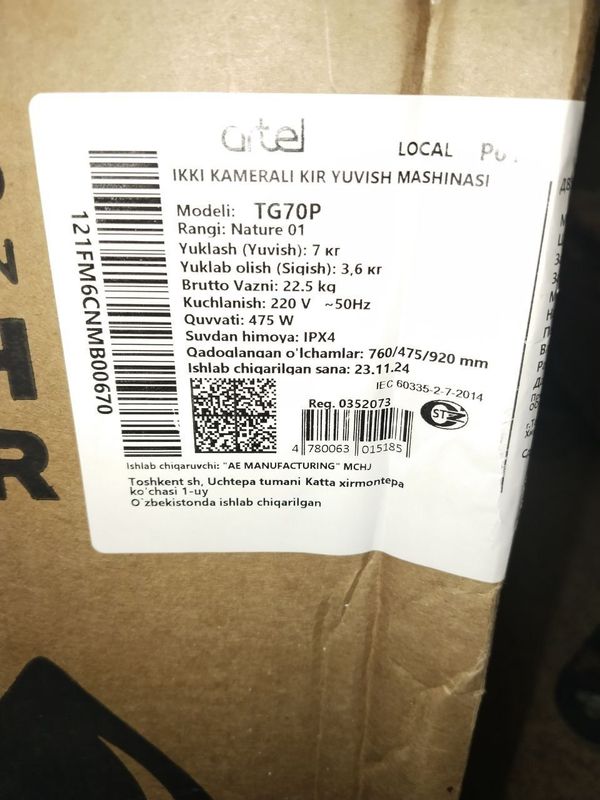 artel
LOCAL
IKKI KAMERALI KIR YUVISH MASHINASI
Modeli: TG70P
Rangi: Nature 01
Yuklash (Yuvish): 7 кг
Yuklab olish (Siqish): 3,6 кг
Brutto Vazni: 22.5 kg
Kuchlanish: 220 V ~50Hz
Quvvati: 475 W
Suvdan himoya: IPX4
Qadoqlangan o'lchamlar: 760/475/920 mm
Ishlab chiqarilgan sana: 23.11.24
IEC 60335-2-7-2014
Reg. 0352073
4 780063 015185
121FM6CNMB00670
Ishlab chiqaruvchi: "AE MANUFACTURING" MCHJ
Toshkent sh, Uchtepa tumani Katta xirmontepa
ko'chasi 1-uy
O'zbekistonda ishlab chiqarilgan
N
H
R